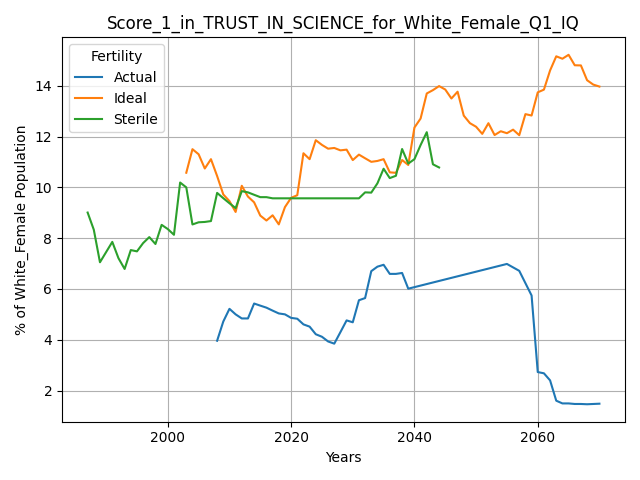 Score_1_in_TRUST_IN_SCIENCE_for_White_Female_Q1_IQ
Fertility
Actual
Ideal
Sterile
% of White_Female Population
14
12
10
8
6
4
2
2000
2020
2040
2060
Years